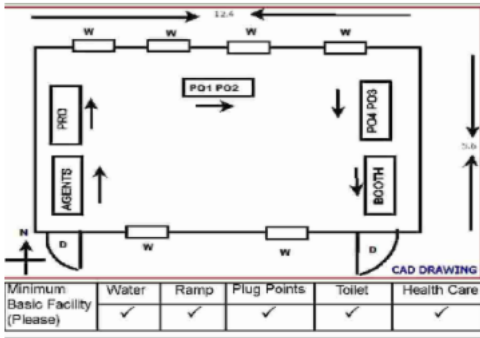 12.4
W W W W
PO1 PO2
PRO
PO4 PO3
5.6
AGENTS
BOOTH
N
D W W D
CAD DRAWING
Minimum Basic Facility (Please) Water Ramp Plug Points Toilet Health Care
✓ ✓ ✓ ✓ ✓